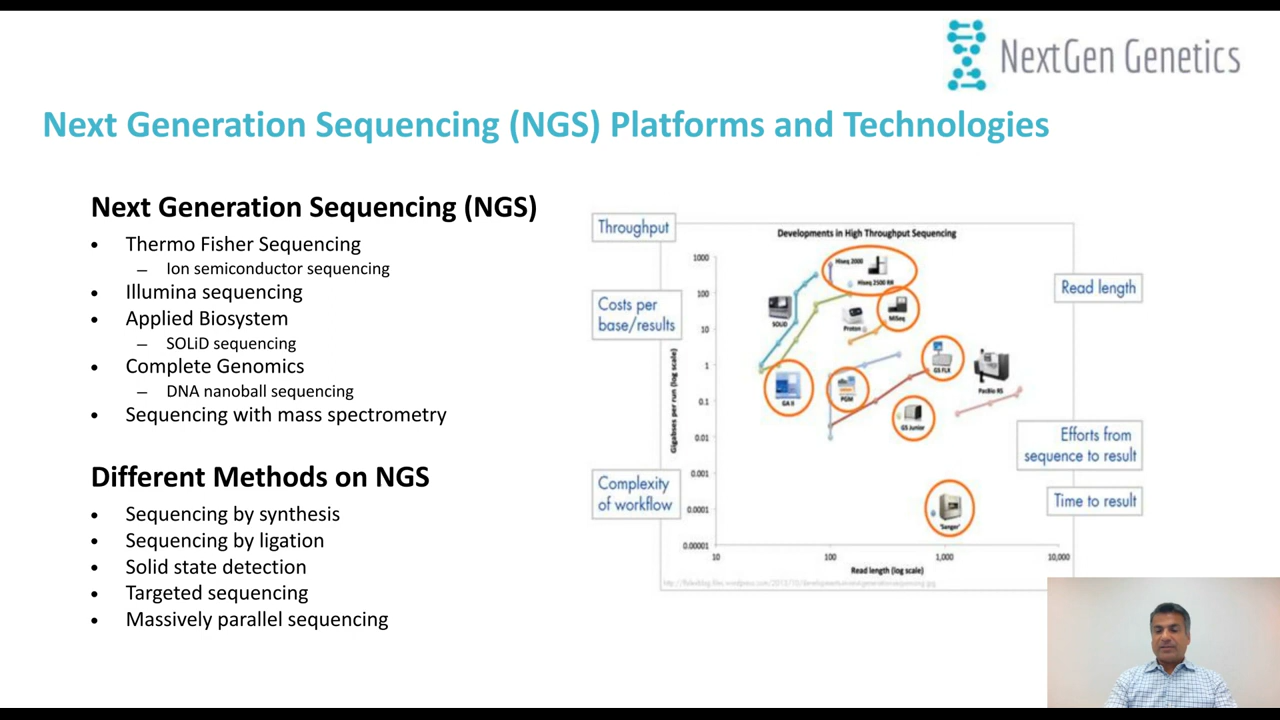 NextGen Genetics
Next Generation Sequencing (NGS) Platforms and Technologies
Next Generation Sequencing (NGS)
• Thermo Fisher Sequencing
– Ion semiconductor sequencing
• Illumina sequencing
• Applied Biosystem
– SOLiD sequencing
• Complete Genomics
– DNA nanoball sequencing
• Sequencing with mass spectrometry
Different Methods on NGS
• Sequencing by synthesis
• Sequencing by ligation
• Solid state detection
• Targeted sequencing
• Massively parallel sequencing
Throughput
Costs per
base/results
Complexity
of workflow
Developments in High Throughput Sequencing
Gigabases per run (log scale)
1000
100
10
1
0.1
0.01
0.001
0.0001
0.00001
10
100
1,000
10,000
Read length (log scale)
Hiseq 2000
Hiseq 2500 RR
SOLiD
Proton
MiSeq
GA II
PGM
GS FLX
GS Junior
PacBio RS
'Sanger'
Read length
Efforts from
sequence to result
Time to result